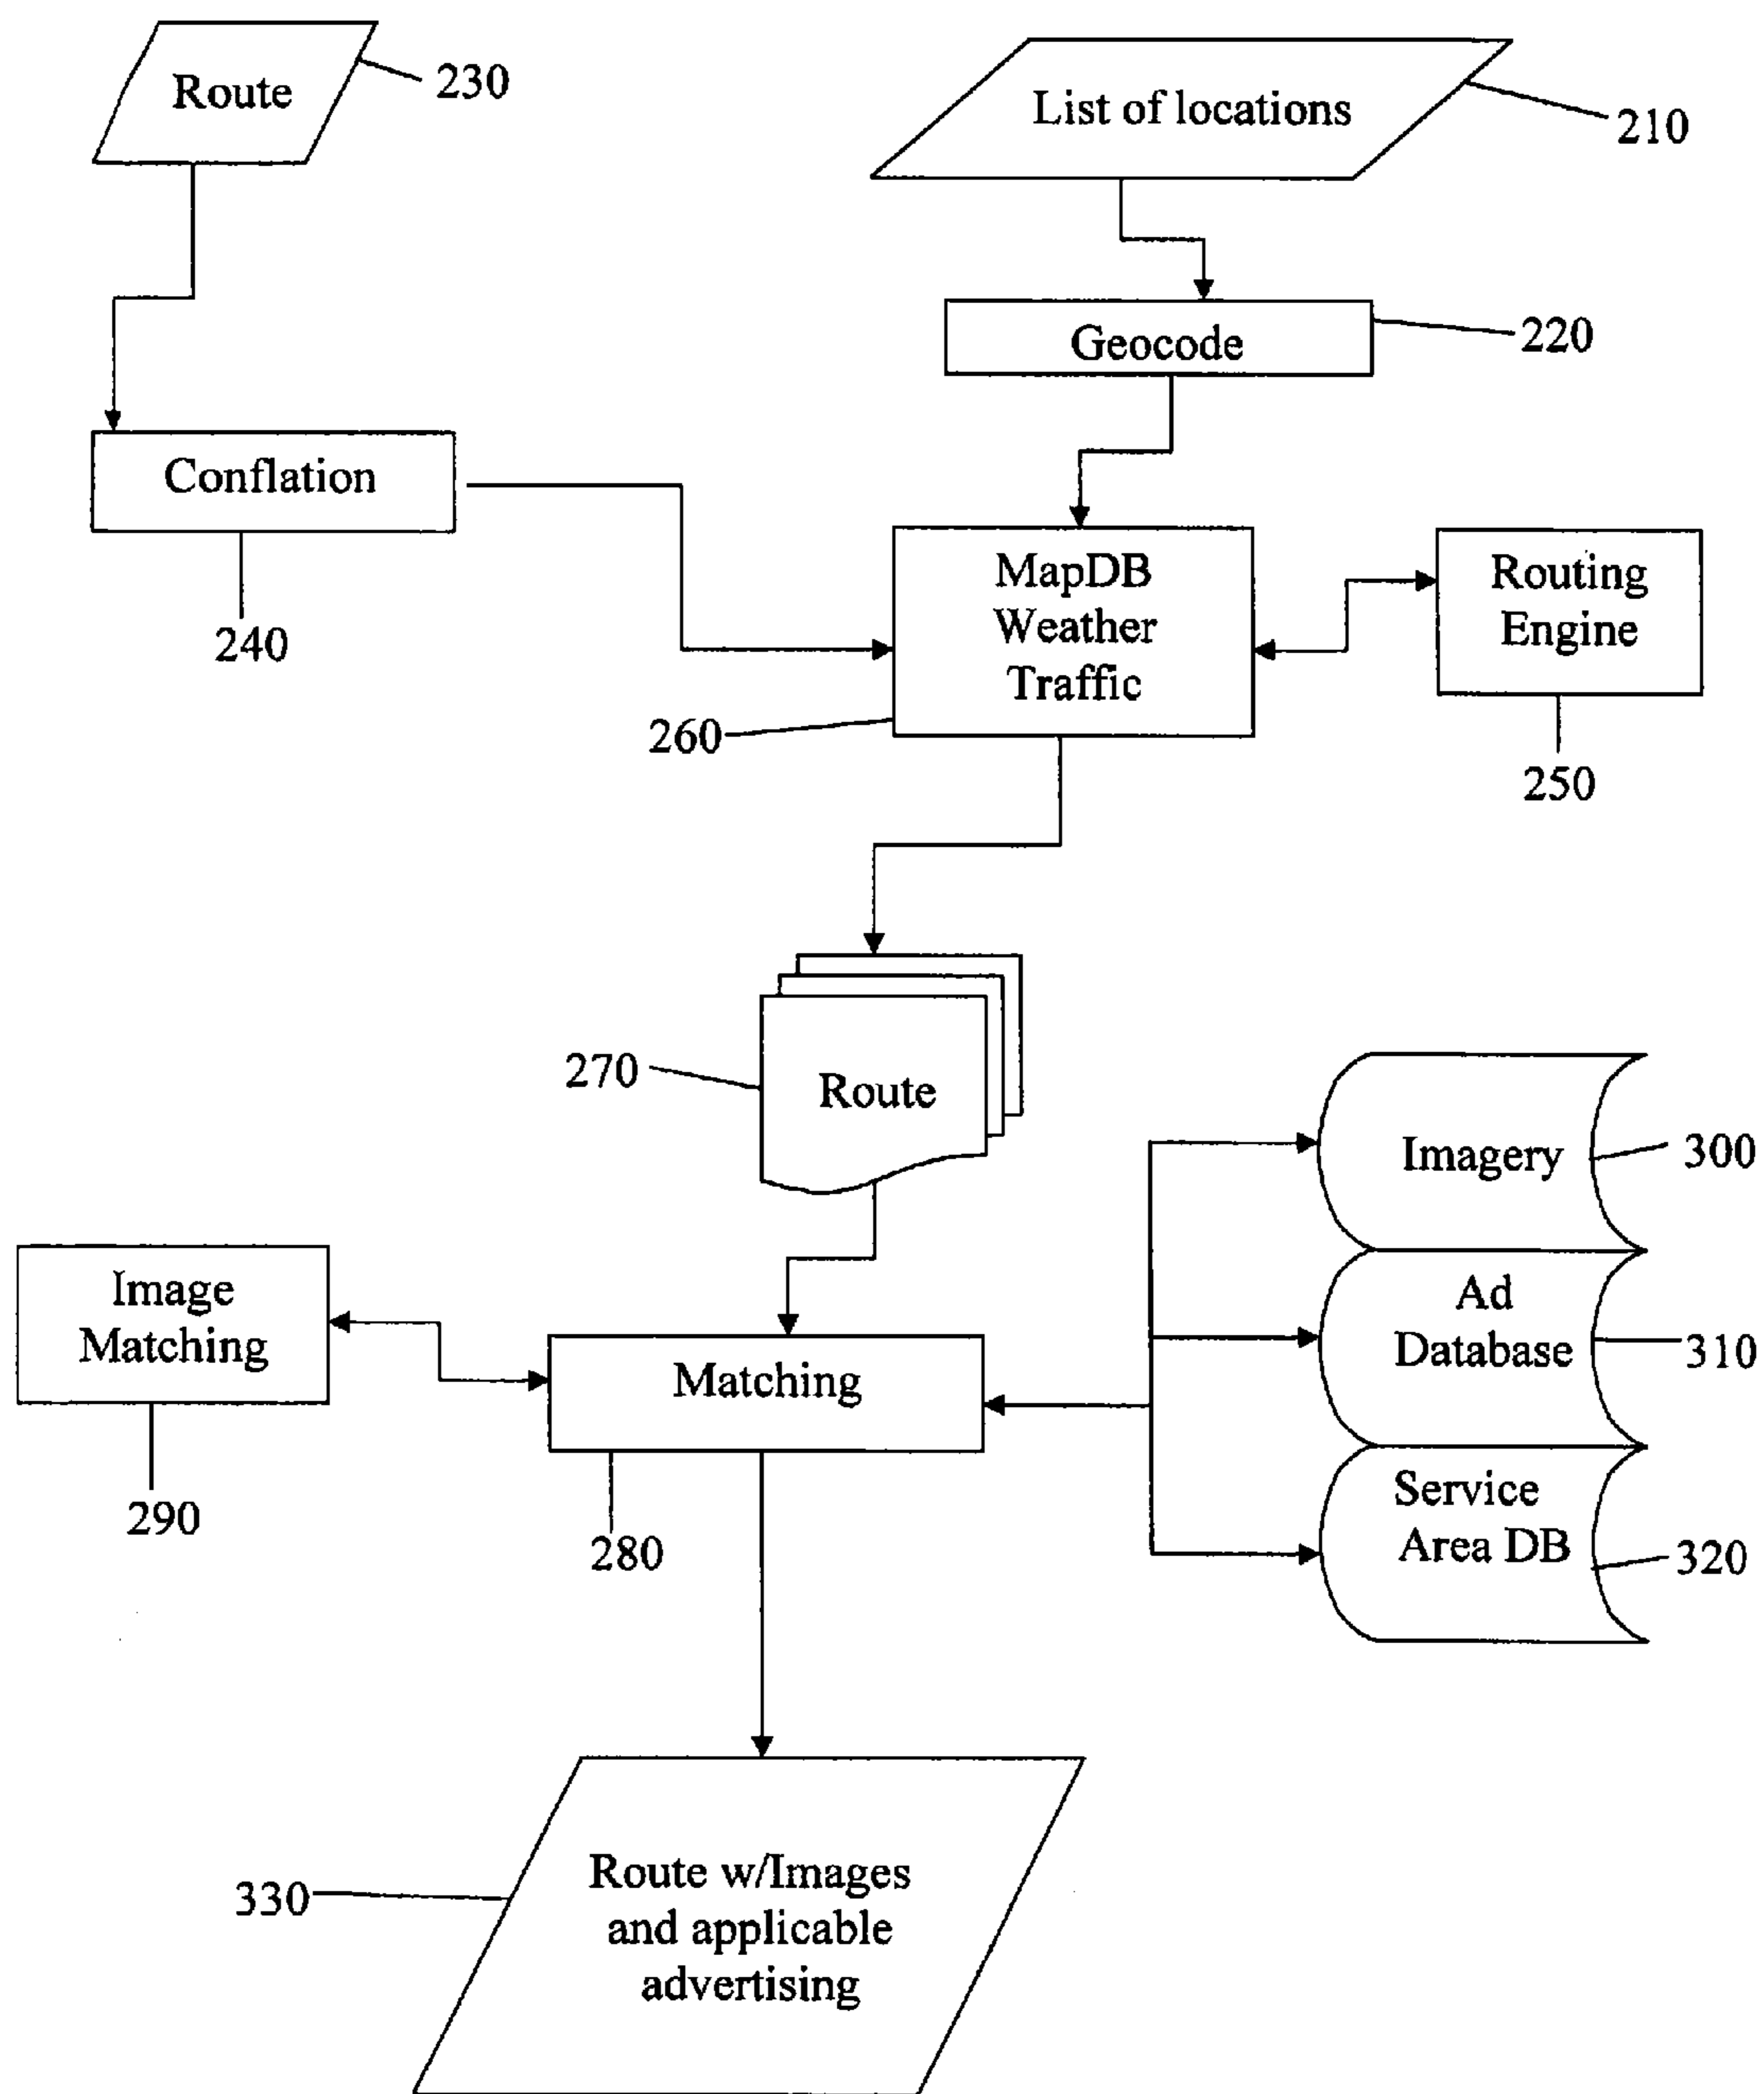 Route
230
List of locations
210
Geocode
220
Conflation
240
MapDB
Weather
Traffic
260
Routing
Engine
250
270
Route
Imagery
300
Image
Matching
290
Matching
280
Ad
Database
310
Service
Area DB
320
330
Route w/Images
and applicable
advertising